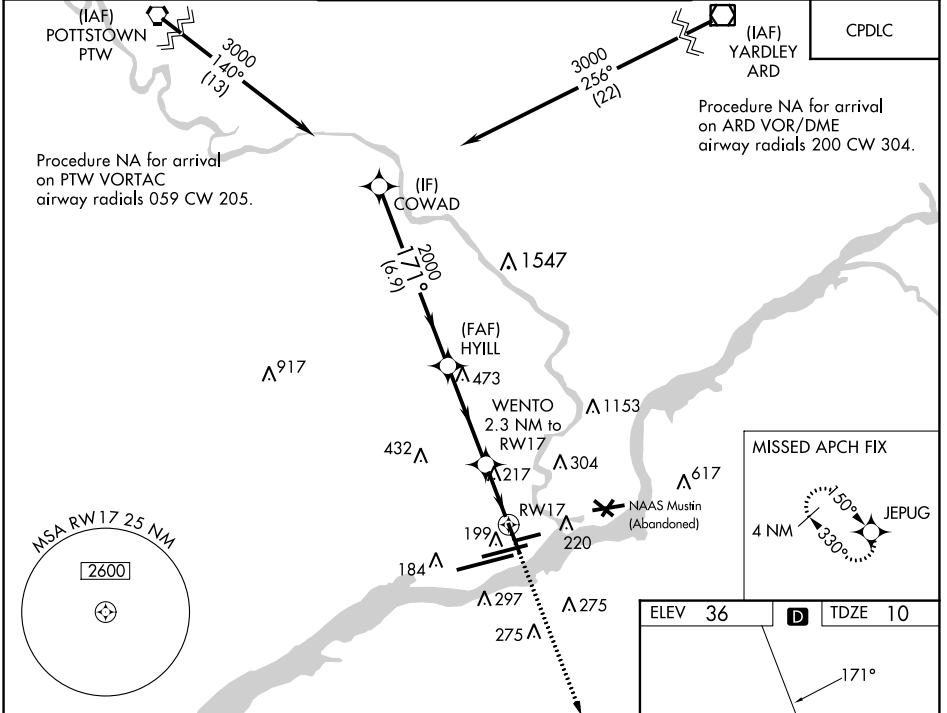 (IAF)
POTTSTOWN
PTW
3000
140°
(13)
3000
256°
(22)
(IAF)
YARDLEY
ARD
CPDLC
Procedure NA for arrival
on ARD VOR/DME
airway radials 200 CW 304.
Procedure NA for arrival
on PTW VORTAC
airway radials 059 CW 205.
(IF)
COWAD
2000
171°
(6.9)
1547
(FAF)
HYILL
917
473
WENTO
2.3 NM to
RW17
1153
432
217
304
617
RW17
NAAS Mustin
(Abandoned)
199
220
184
297
275
275
MISSED APCH FIX
4 NM
150°
330°
JEPUG
MSA RW17 25 NM
2600
ELEV 36
D
TDZE 10
171°